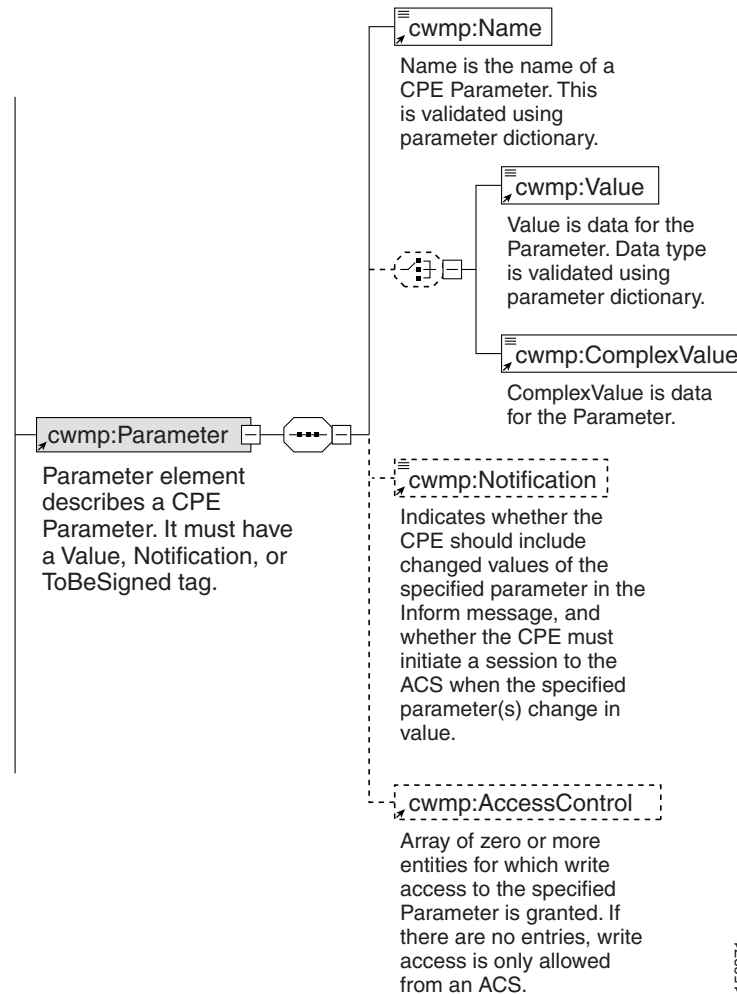 cwmp:Name
Name is the name of a
CPE Parameter. This
is validated using
parameter dictionary.
cwmp:Value
Value is data for the
Parameter. Data type
is validated using
parameter dictionary.
cwmp:ComplexValue
ComplexValue is data
for the Parameter.
cwmp:Parameter
Parameter element
describes a CPE
Parameter. It must have
a Value, Notification, or
ToBeSigned tag.
cwmp:Notification
Indicates whether the
CPE should include
changed values of the
specified parameter in the
Inform message, and
whether the CPE must
initiate a session to the
ACS when the specified
parameter(s) change in
value.
cwmp:AccessControl
Array of zero or more
entities for which write
access to the specified
Parameter is granted. If
there are no entries, write
access is only allowed
from an ACS.